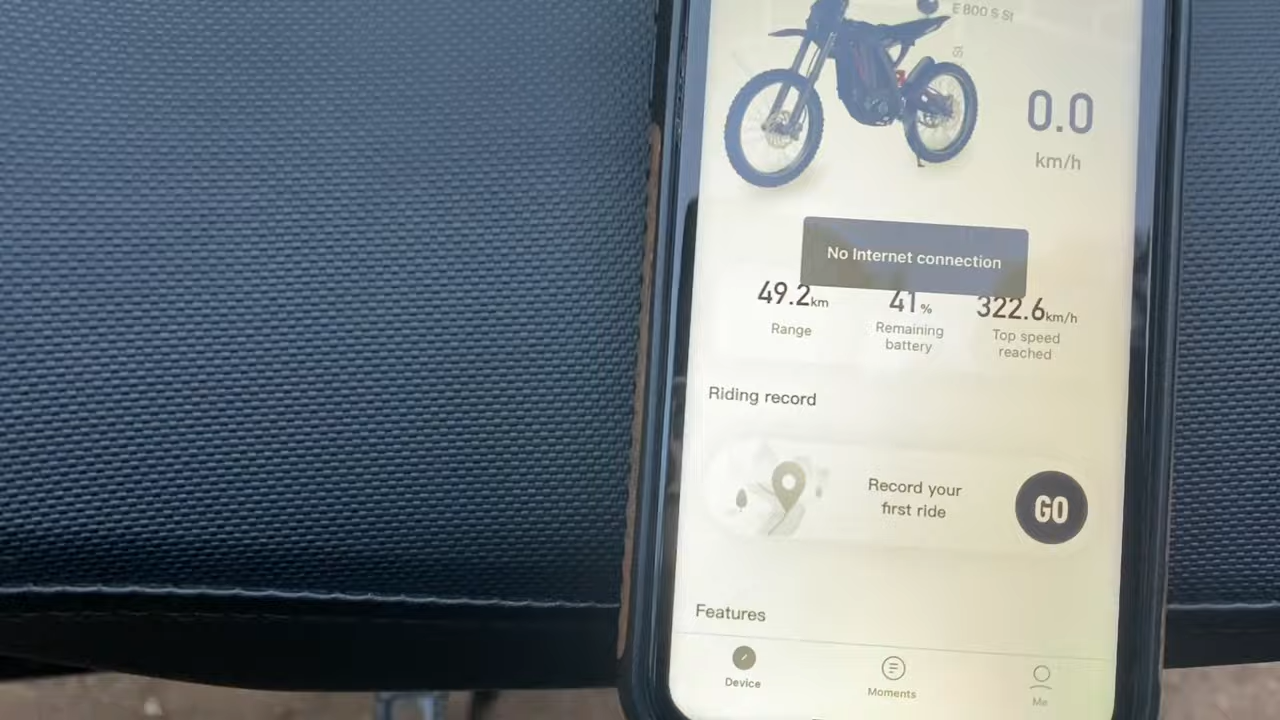 E 800 S St
St
0.0
km/h
No Internet connection
49.2km
41%
322.6km/h
Range
Remaining
battery
Top speed
reached
Riding record
Record your
first ride
GO
Features
Device
Moments
Me